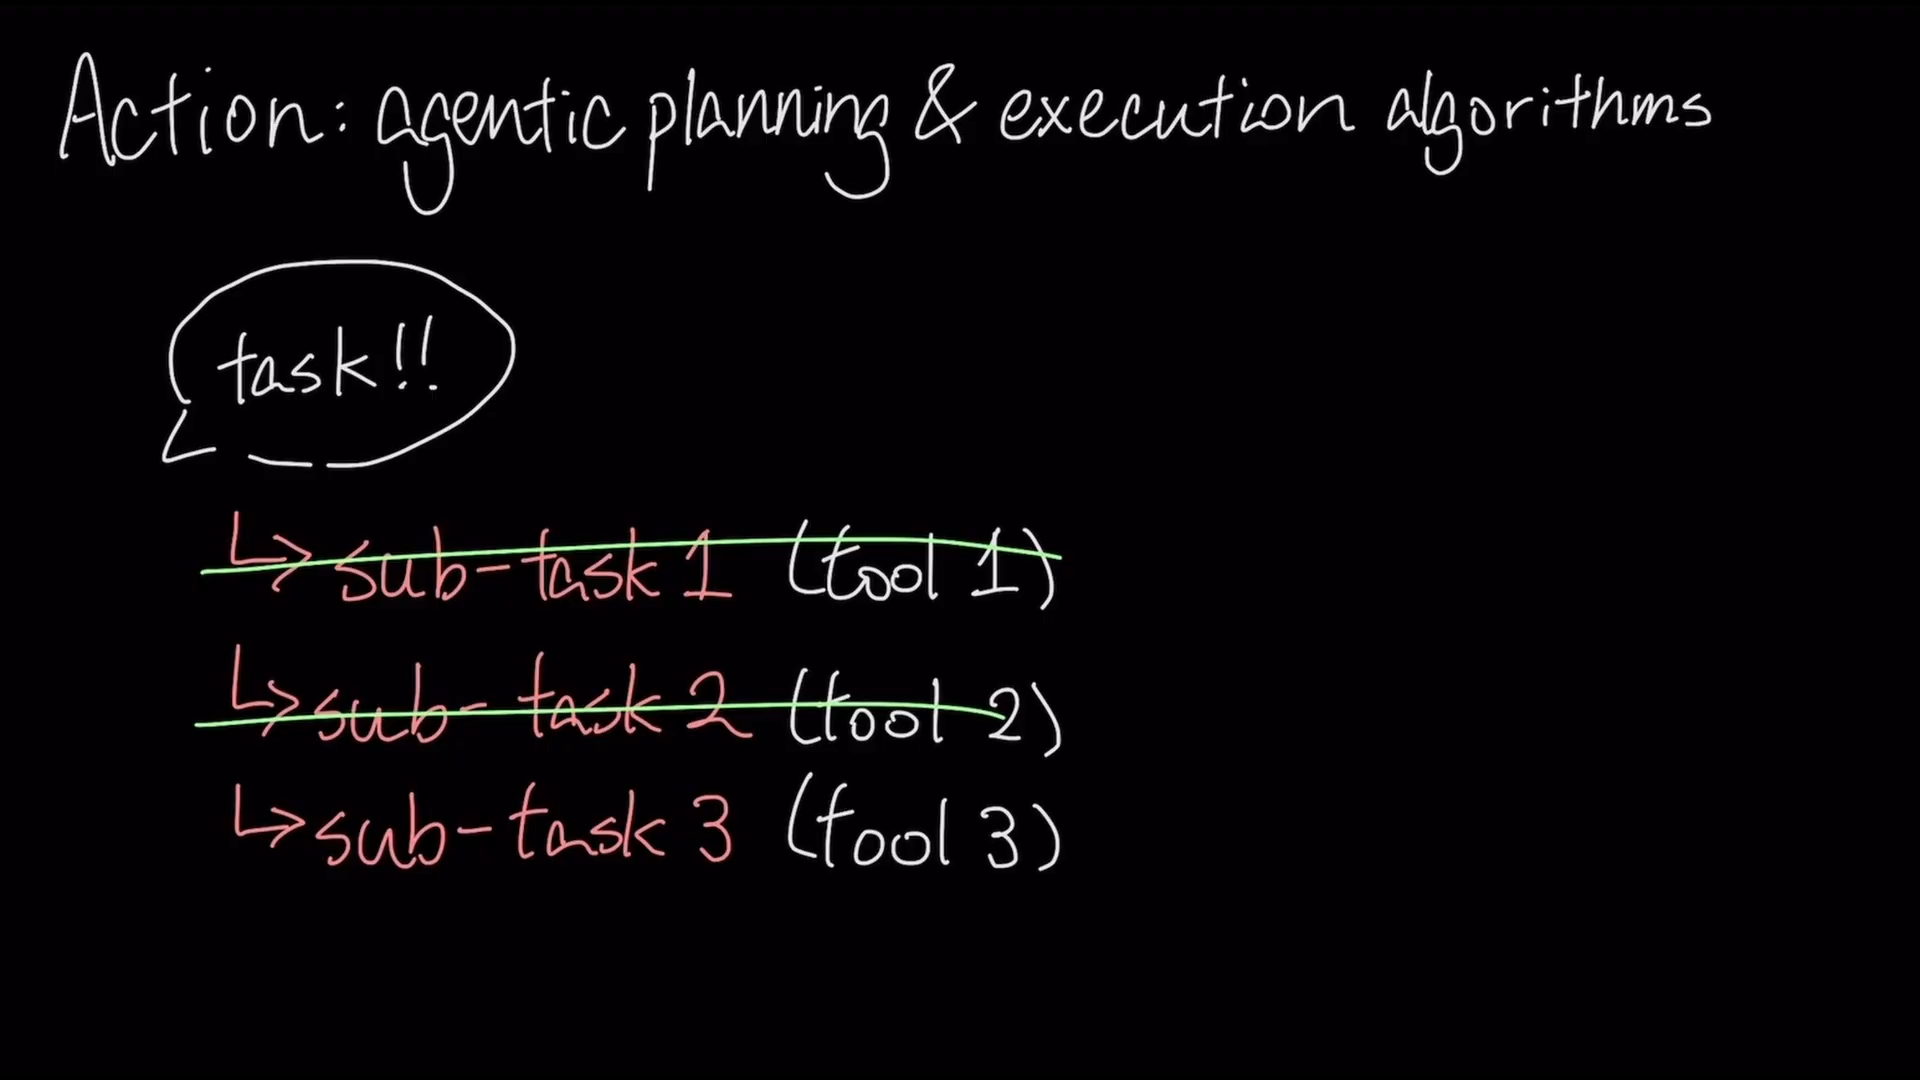 Action: agentic planning & execution algorithms
task!!
↳ sub-task 1 (tool 1)
↳ sub-task 2 (tool 2)
↳ sub-task 3 (tool 3)